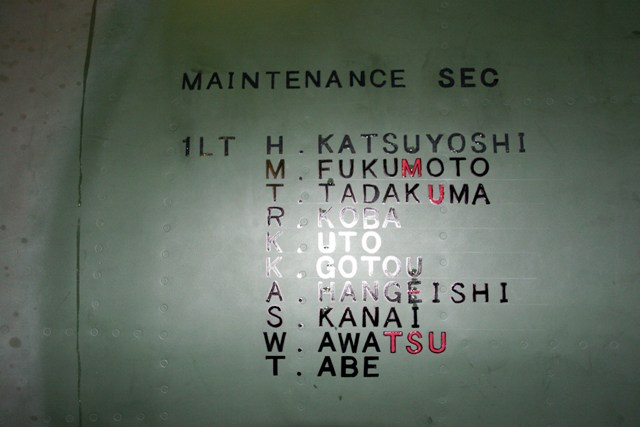 MAINTENANCE SEC
1LT H. KATSUYOSHI
M. FUKUMOTO
T. TADAKUMA
R. KOBA
K. UTO
K. GOTOU
A. HANGEISHI
S. KANAI
W. AWATSU
T. ABE